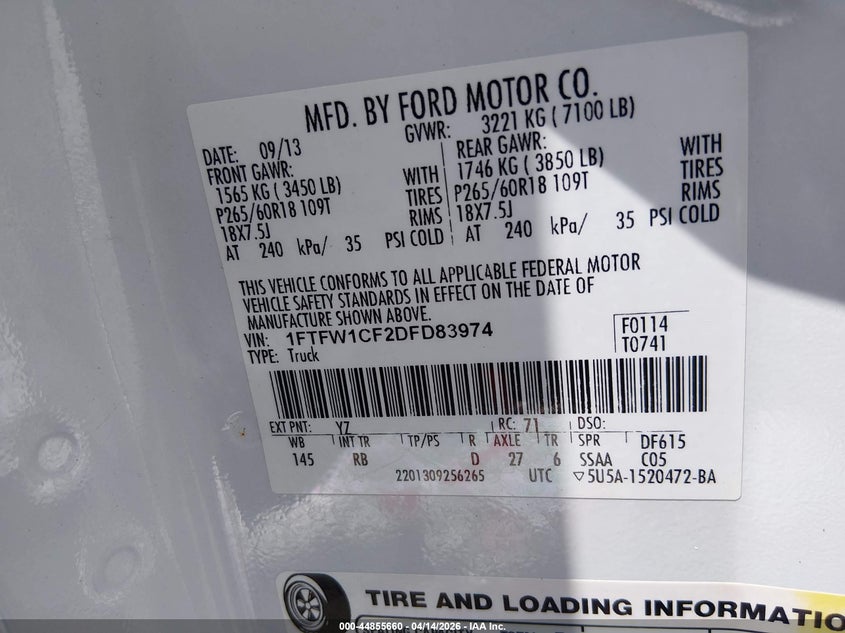 MFD. BY FORD MOTOR CO.
DATE: 09/13 GVWR: 3221 KG ( 7100 LB)
FRONT GAWR: REAR GAWR:
1565 KG ( 3450 LB) WITH 1746 KG ( 3850 LB) WITH
P265/60R18 109T TIRES P265/60R18 109T TIRES
18X7.5J RIMS 18X7.5J RIMS
AT 240 kPa/ 35 PSI COLD AT 240 kPa/ 35 PSI COLD
THIS VEHICLE CONFORMS TO ALL APPLICABLE FEDERAL MOTOR
VEHICLE SAFETY STANDARDS IN EFFECT ON THE DATE OF
MANUFACTURE SHOWN ABOVE.
VIN: 1FTFW1CF2DFD83974 F0114
TYPE: Truck T0741
EXT PNT: YZ RC: 71 DSO:
WB INT TR TP/PS R AXLE TR SPR DF615
145 RB D 27 6 SSAA C05
2201309256265 UTC ▽5U5A-1520472-BA
TIRE AND LOADING INFORMATIO
000-44855660 - 04/14/2026 - IAA Inc.